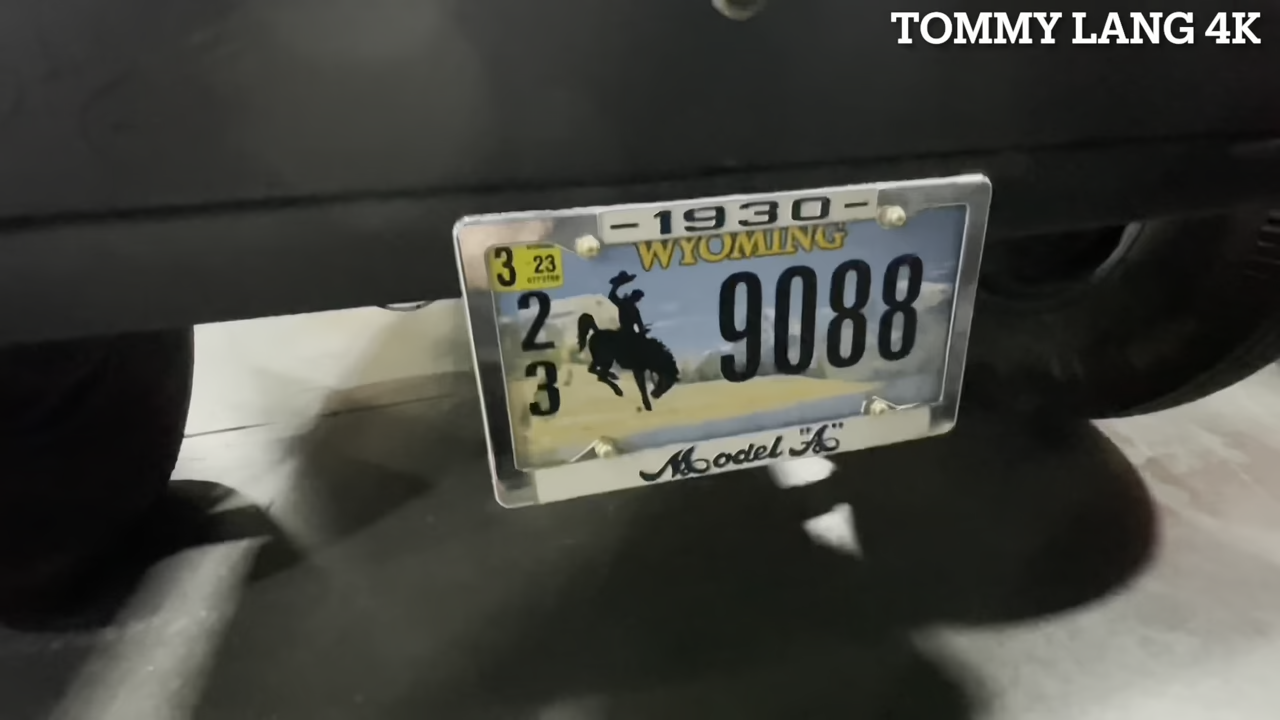 TOMMY LANG 4K
-1930-
WYOMING
3 23
2
3
9088
Model "A"